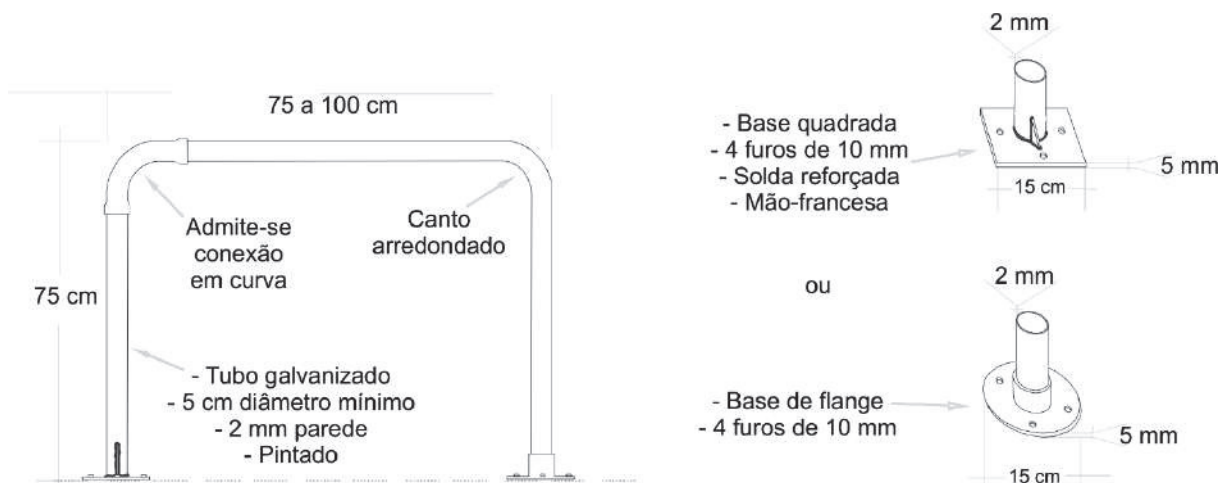 75 a 100 cm
Admite-se
conexão
em curva
Canto
arredondado
75 cm
- Tubo galvanizado
- 5 cm diâmetro mínimo
- 2 mm parede
- Pintado
2 mm
- Base quadrada
- 4 furos de 10 mm
- Solda reforçada
- Mão-francesa
5 mm
15 cm
ou
2 mm
- Base de flange
- 4 furos de 10 mm
5 mm
15 cm